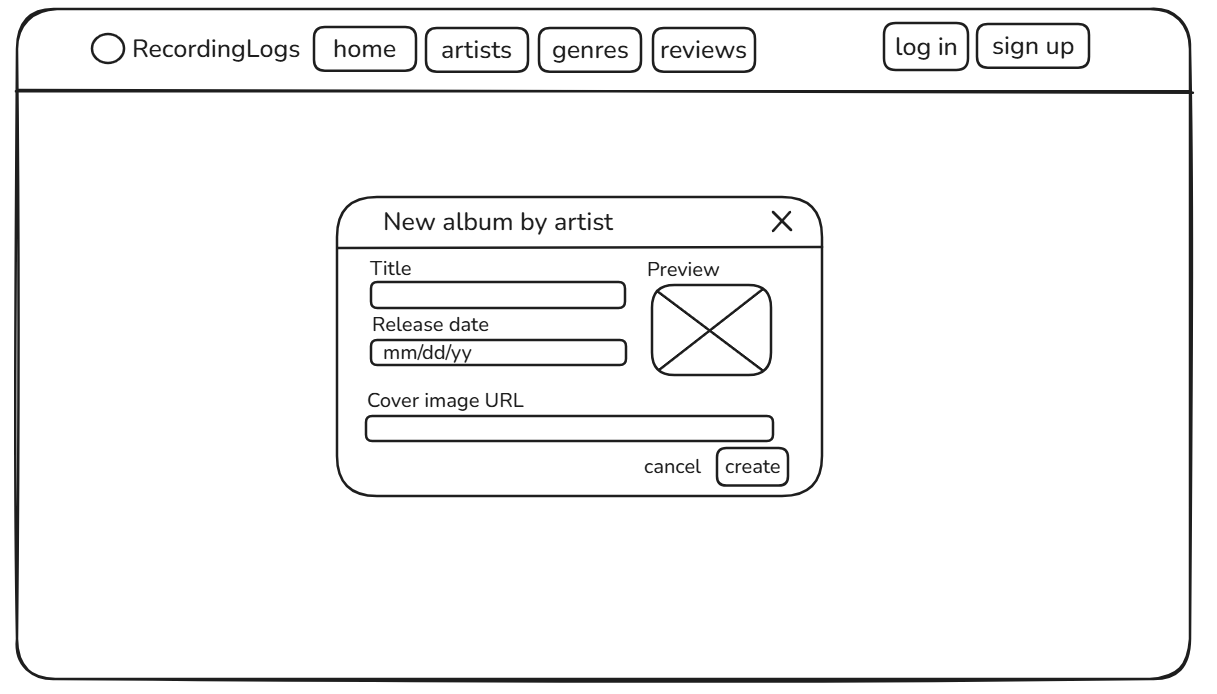 RecordingLogs home artists genres reviews log in sign up
New album by artist
Title
Preview
Release date
mm/dd/yy
Cover image URL
cancel create